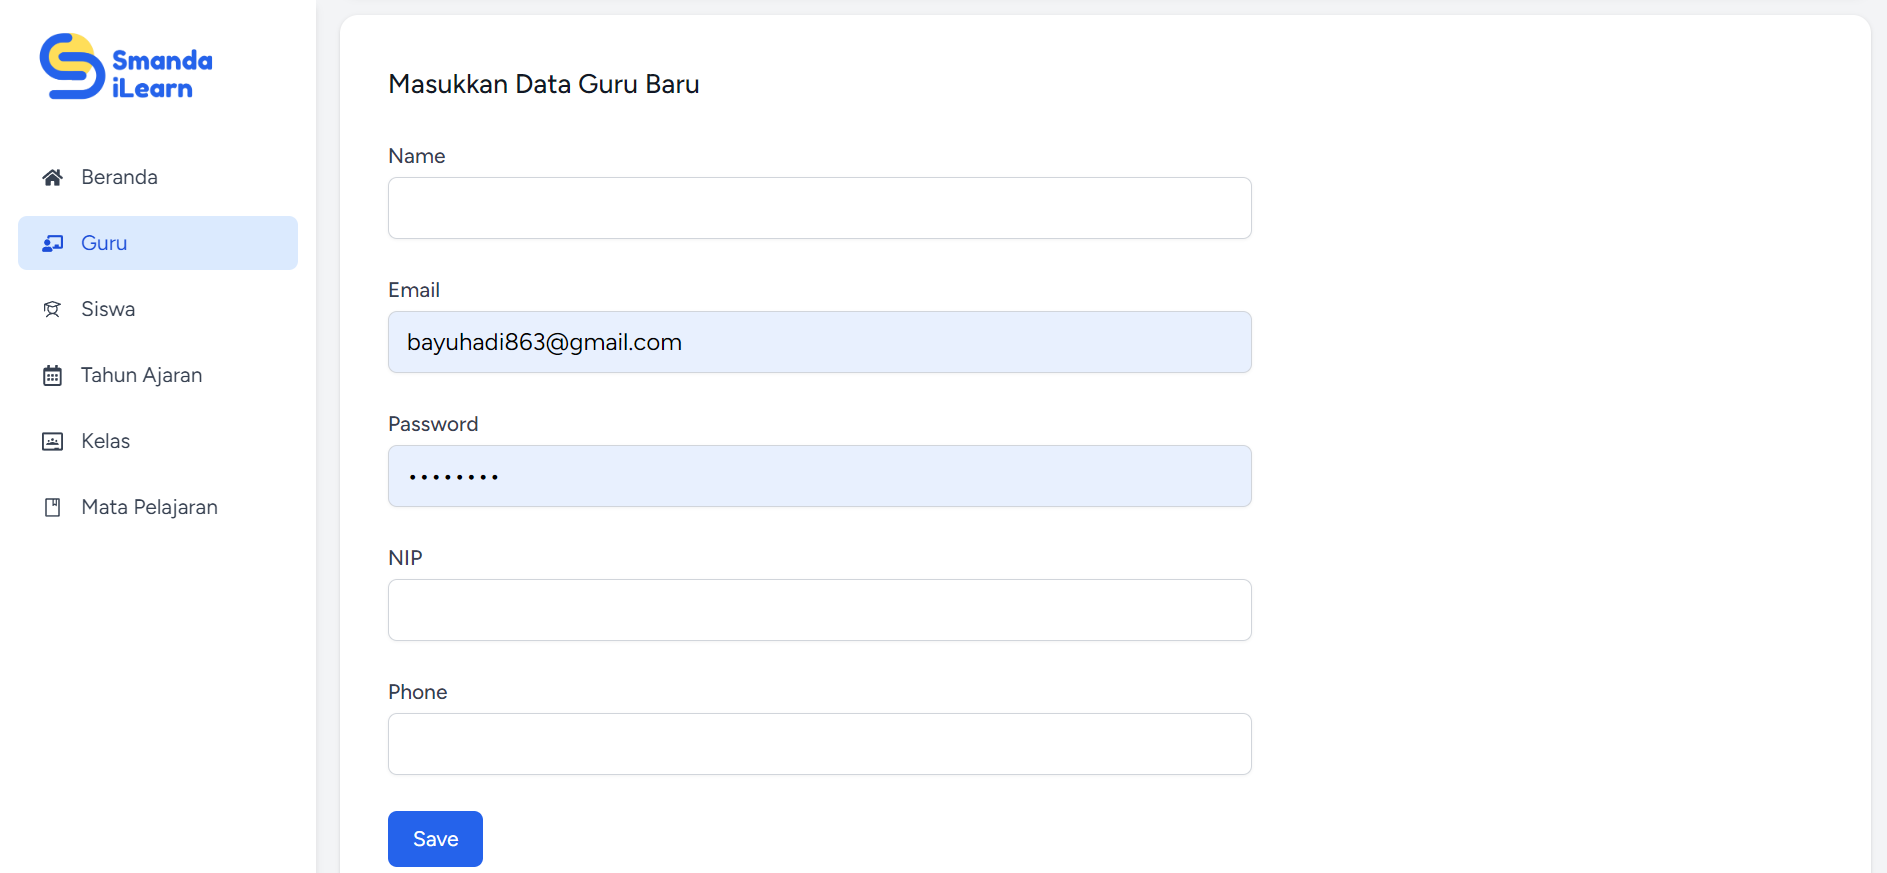 Smanda
iLearn
Beranda
Guru
Siswa
Tahun Ajaran
Kelas
Mata Pelajaran
Masukkan Data Guru Baru
Name
Email
bayuhadi863@gmail.com
Password
••••••••
NIP
Phone
Save